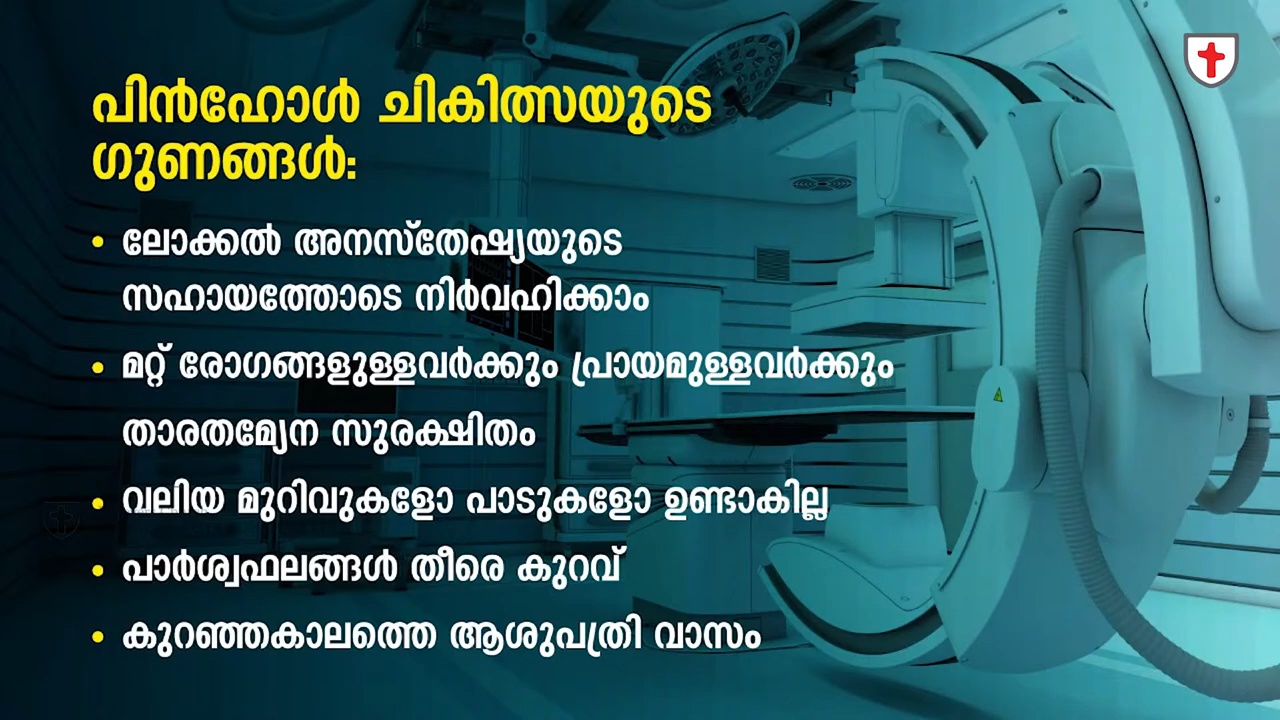 പിൻഹോൾ ചികിത്സയുടെ
ഗുണങ്ങൾ:
• ലോക്കൽ അനസ്തേഷ്യയുടെ
സഹായത്തോടെ നിർവഹിക്കാം
• മറ്റ് രോഗങ്ങളുള്ളവർക്കും പ്രായമുള്ളവർക്കും
താരതമ്യേന സുരക്ഷിതം
• വലിയ മുറിവുകളോ പാടുകളോ ഉണ്ടാകില്ല
• പാർശ്വഫലങ്ങൾ തീരെ കുറവ്
• കുറഞ്ഞകാലത്തെ ആശുപത്രി വാസം